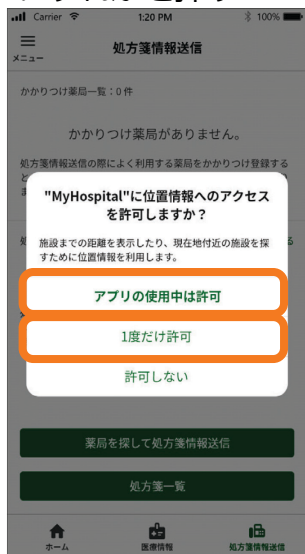 Carrier 1:20 PM 100%
メニュー
処方箋情報送信
かかりつけ薬局一覧：0件
かかりつけ薬局がありません。
処方箋情報送信の際によく利用する薬局をかかりつけ登録する
"MyHospital"に位置情報へのアクセス
を許可しますか？
施設までの距離を表示したり、現在地付近の施設を探
すために位置情報を利用します。
アプリの使用中は許可
1度だけ許可
許可しない
薬局を探して処方箋情報送信
処方箋一覧
ホーム 医療情報 処方箋情報送信